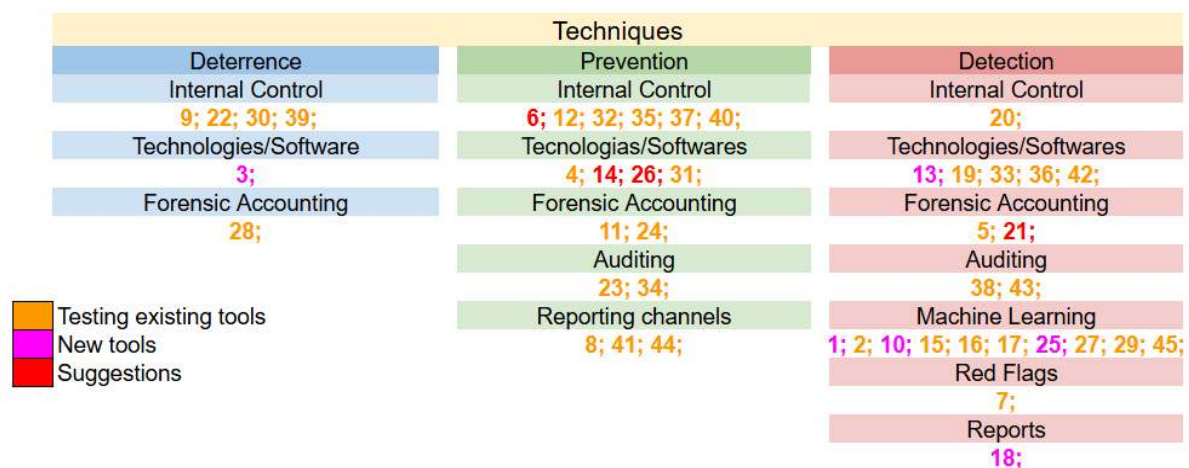 Techniques
Deterrence Prevention Detection
Internal Control Internal Control Internal Control
9; 22; 30; 39; 6; 12; 32; 35; 37; 40; 20;
Technologies/Software Tecnologias/Softwares Technologies/Softwares
3; 4; 14; 26; 31; 13; 19; 33; 36; 42;
Forensic Accounting Forensic Accounting Forensic Accounting
28; 11; 24; 5; 21;
Auditing Auditing
23; 34; 38; 43;
Testing existing tools Reporting channels Machine Learning
New tools 8; 41; 44; 1; 2; 10; 15; 16; 17; 25; 27; 29; 45;
Suggestions Red Flags
7;
Reports
18;